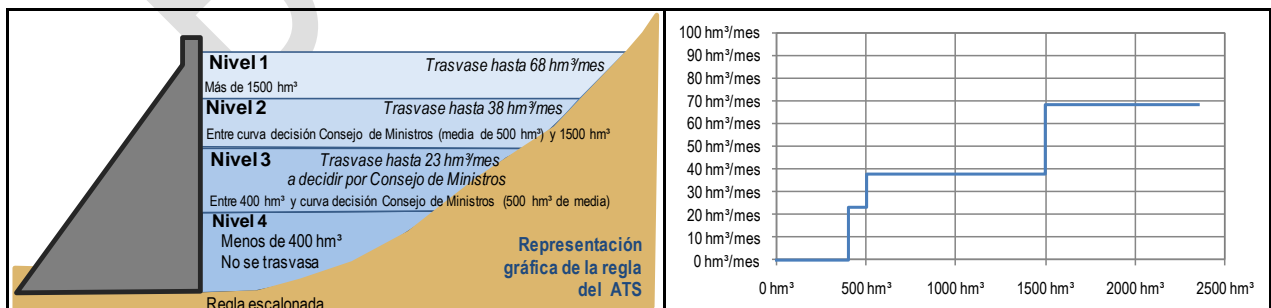 Nivel 1
Trasvase hasta 68 hm³/mes
Más de 1500 hm³
Nivel 2
Trasvase hasta 38 hm³/mes
Entre curva decisión Consejo de Ministros (media de 500 hm³) y 1500 hm³
Nivel 3
Trasvase hasta 23 hm³/mes
a decidir por Consejo de Ministros
Entre 400 hm³ y curva decisión Consejo de Ministros (500 hm³ de media)
Nivel 4
Menos de 400 hm³
No se trasvasa
Representación
gráfica de la regla
del ATS
Regla escalonada
100 hm³/mes
90 hm³/mes
80 hm³/mes
70 hm³/mes
60 hm³/mes
50 hm³/mes
40 hm³/mes
30 hm³/mes
20 hm³/mes
10 hm³/mes
0 hm³/mes
0 hm³
500 hm³
1000 hm³
1500 hm³
2000 hm³
2500 hm³